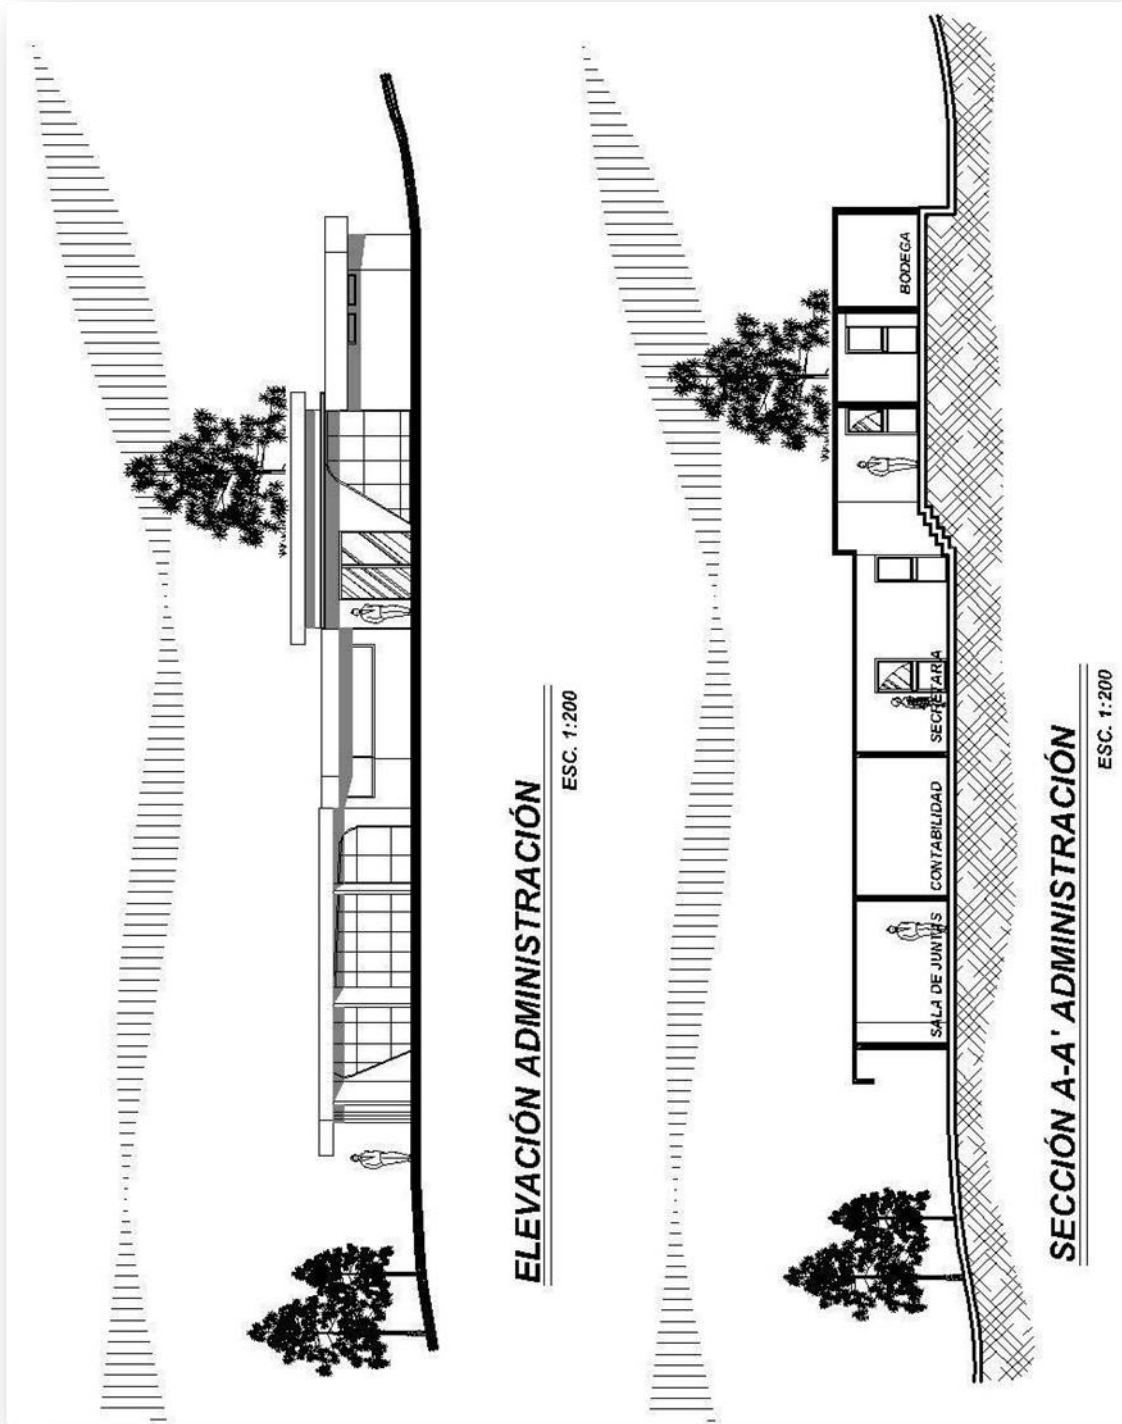 ELEVACIÓN ADMINISTRACIÓN
ESC. 1:200
SALA DE JUNTAS
CONTABILIDAD
SECRETARIA
BODEGA
SECCIÓN A-A' ADMINISTRACIÓN
ESC. 1:200